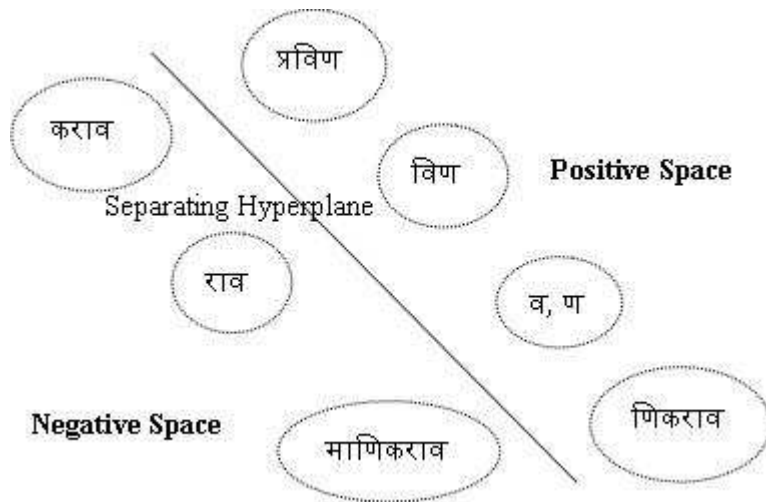 प्रविण
कराव
विण
Positive Space
Separating Hyperplane
राव
व, ण
Negative Space
णिकराव
माणिकराव